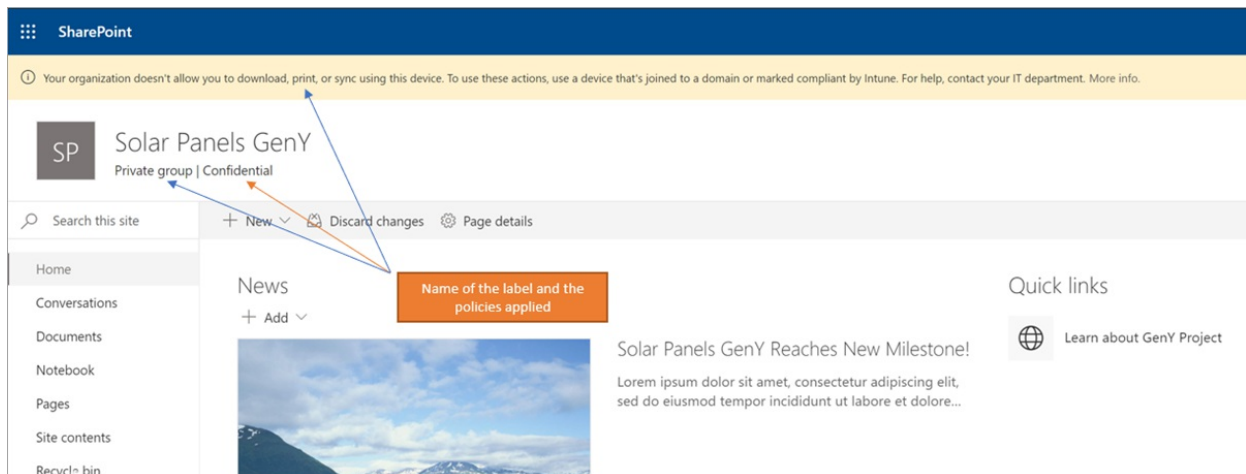 SharePoint
Your organization doesn't allow you to download, print, or sync using this device. To use these actions, use a device that's joined to a domain or marked compliant by Intune. For help, contact your IT department. More info.
SP
Solar Panels GenY
Private group | Confidential
Search this site
New
Discard changes
Page details
Home
Conversations
Documents
Notebook
Pages
Site contents
Recycle bin
News
Add
Name of the label and the
policies applied
Solar Panels GenY Reaches New Milestone!
Lorem ipsum dolor sit amet, consectetur adipiscing elit,
sed do eiusmod tempor incididunt ut labore et dolore...
Quick links
Learn about GenY Project